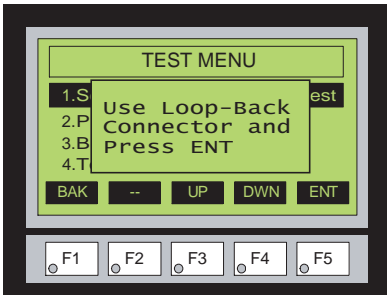 TEST MENU
1.S
est
Use Loop-Back
Connector and
Press ENT
2.P
3.B
4.T
BAK -- UP DWN ENT
F1 F2 F3 F4 F5